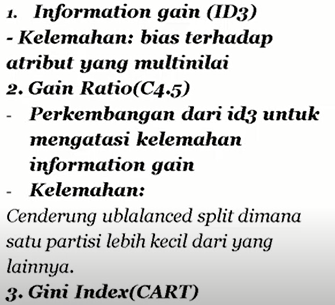 1. Information gain (ID3)
- Kelemahan: bias terhadap
atribut yang multinilai
2. Gain Ratio(C4.5)
- Perkembangan dari id3 untuk
mengatasi kelemahan
information gain
- Kelemahan:
Cenderung ublalanced split dimana
satu partisi lebih kecil dari yang
lainnya.
3. Gini Index(CART)